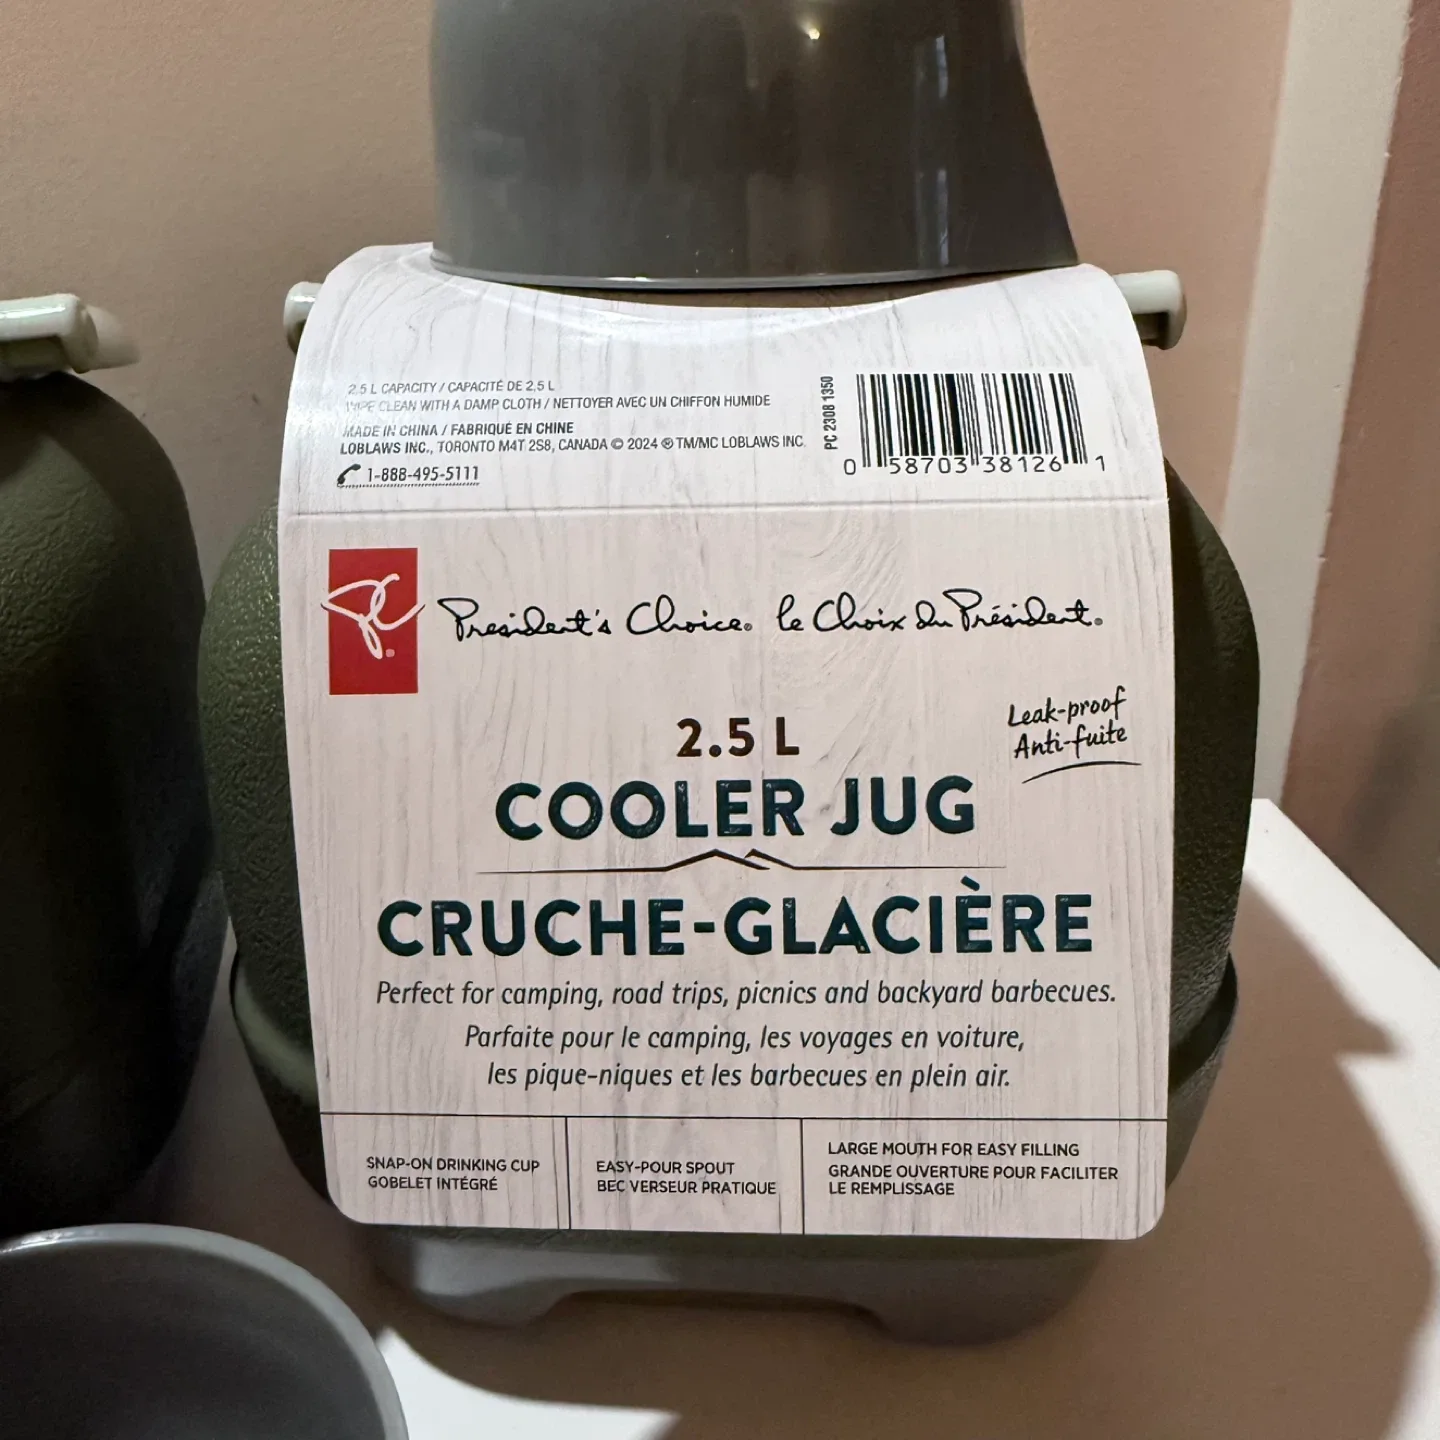 2.5 L CAPACITY / CAPACITÉ DE 2,5 L
WIPE CLEAN WITH A DAMP CLOTH / NETTOYER AVEC UN CHIFFON HUMIDE
MADE IN CHINA / FABRIQUÉ EN CHINE
LOBLAWS INC., TORONTO M4T 2S8, CANADA © 2024 ® TM/MC LOBLAWS INC.
1-888-495-5111
PC 2308 1350
0 58703 38126 1
PC®
President's Choice® le Choix du Président®
Leak-proof
Anti-fuite
2.5 L
COOLER JUG
CRUCHE-GLACIÈRE
Perfect for camping, road trips, picnics and backyard barbecues.
Parfaite pour le camping, les voyages en voiture,
les pique-niques et les barbecues en plein air.
SNAP-ON DRINKING CUP
GOBELET INTÉGRÉ
EASY-POUR SPOUT
BEC VERSEUR PRATIQUE
LARGE MOUTH FOR EASY FILLING
GRANDE OUVERTURE POUR FACILITER
LE REMPLISSAGE